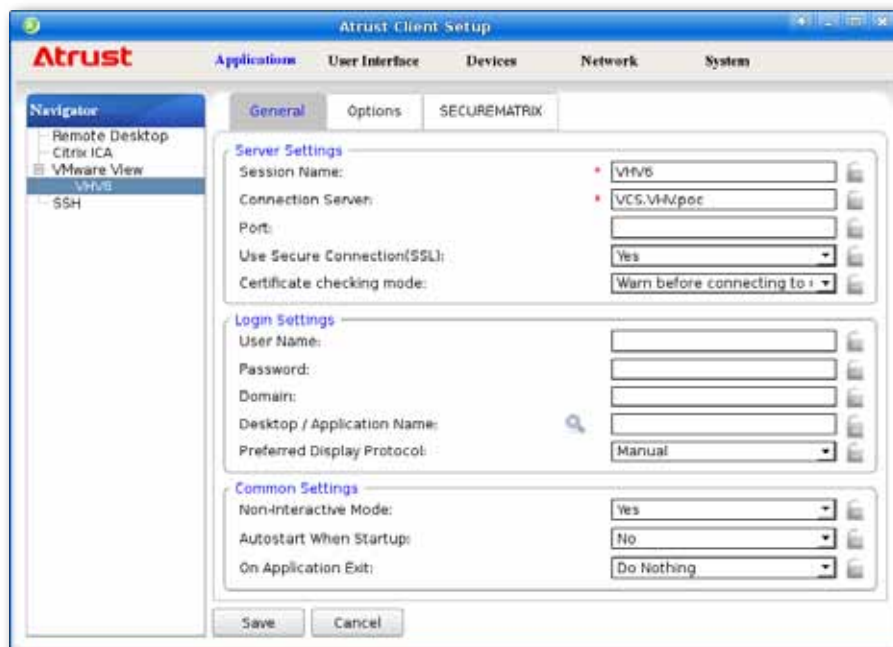 Atrust Client Setup
Atrust
Applications User Interface Devices Network System
Navigator
Remote Desktop
Citrix ICA
VMware View
VHV6
SSH
General Options SECUREMATRIX
Server Settings
Session Name: * VHV6
Connection Server: * VCS.VHV.poc
Port:
Use Secure Connection(SSL): Yes
Certificate checking mode: Warn before connecting to
Login Settings
User Name:
Password:
Domain:
Desktop / Application Name:
Preferred Display Protocol: Manual
Common Settings
Non-Interactive Mode: Yes
Autostart When Startup: No
On Application Exit: Do Nothing
Save Cancel